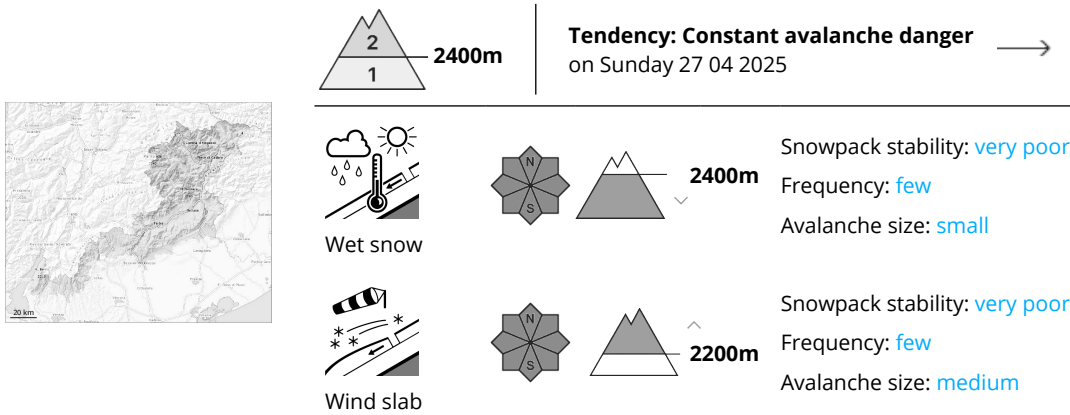 2
2400m
1
Tendency: Constant avalanche danger
on Sunday 27 04 2025
20 km
N
S
2400m
Snowpack stability: very poor
Frequency: few
Avalanche size: small
Wet snow
N
S
2200m
Snowpack stability: very poor
Frequency: few
Avalanche size: medium
Wind slab